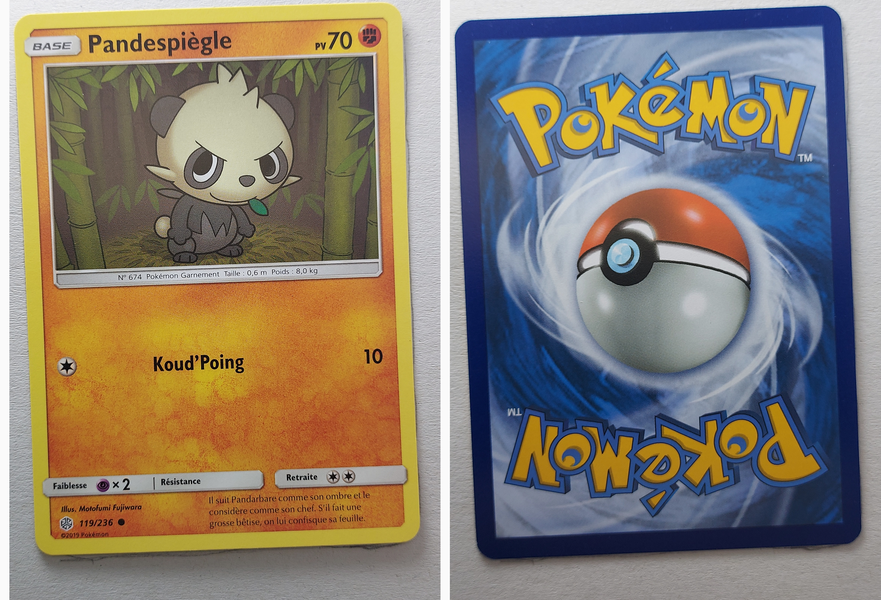 BASE Pandespiègle PV70
N° 674 Pokémon Garnement Taille : 0,6 m Poids : 8,0 kg
Koud'Poing 10
Faiblesse × 2 Résistance Retraite
Illus. Motofumi Fujiwara
119/236
©2019 Pokémon
Il suit Pandarbare comme son ombre et le
considère comme son chef. S'il fait une
grosse bêtise, on lui confisque sa feuille.
POKéMON
TM
TM
POKéMON